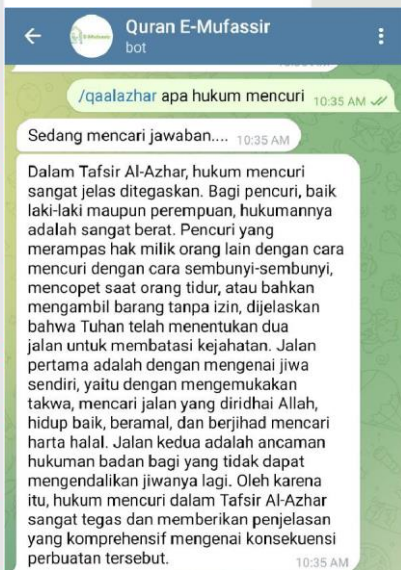 Quran E-Mufassir
bot
/qaalazhar apa hukum mencuri 10:35 AM
Sedang mencari jawaban.... 10:35 AM
Dalam Tafsir Al-Azhar, hukum mencuri
sangat jelas ditegaskan. Bagi pencuri, baik
laki-laki maupun perempuan, hukumannya
adalah sangat berat. Pencuri yang
merampas hak milik orang lain dengan cara
mencuri dengan cara sembunyi-sembunyi,
mencopet saat orang tidur, atau bahkan
mengambil barang tanpa izin, dijelaskan
bahwa Tuhan telah menentukan dua
jalan untuk membatasi kejahatan. Jalan
pertama adalah dengan mengenai jiwa
sendiri, yaitu dengan mengemukakan
takwa, mencari jalan yang diridhai Allah,
hidup baik, beramal, dan berjihad mencari
harta halal. Jalan kedua adalah ancaman
hukuman badan bagi yang tidak dapat
mengendalikan jiwanya lagi. Oleh karena
itu, hukum mencuri dalam Tafsir Al-Azhar
sangat tegas dan memberikan penjelasan
yang komprehensif mengenai konsekuensi
perbuatan tersebut. 10:35 AM